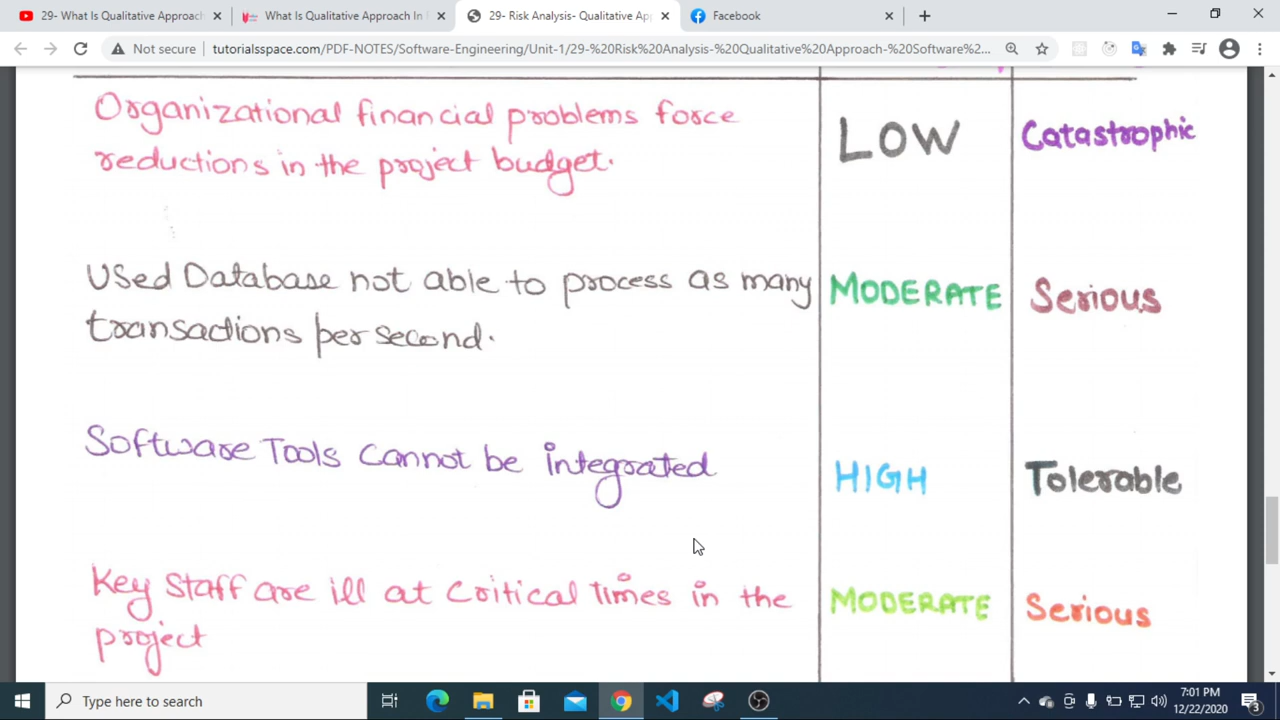 29- What Is Qualitative Approach
What Is Qualitative Approach In
29- Risk Analysis- Qualitative Ap
Facebook
Not secure
tutorialsspace.com/PDF-NOTES/Software-Engineering/Unit-1/29-%20Risk%20Analysis-%20Qualitative%20Approach-%20Software%2...
Organizational financial problems force LOW Catastrophic
reductions in the project budget.
Used Database not able to process as many MODERATE Serious
transactions per second.
Software Tools cannot be integrated HIGH Tolerable
Key Staff are ill at critical times in the MODERATE Serious
project
Type here to search
7:01 PM
12/22/2020
3